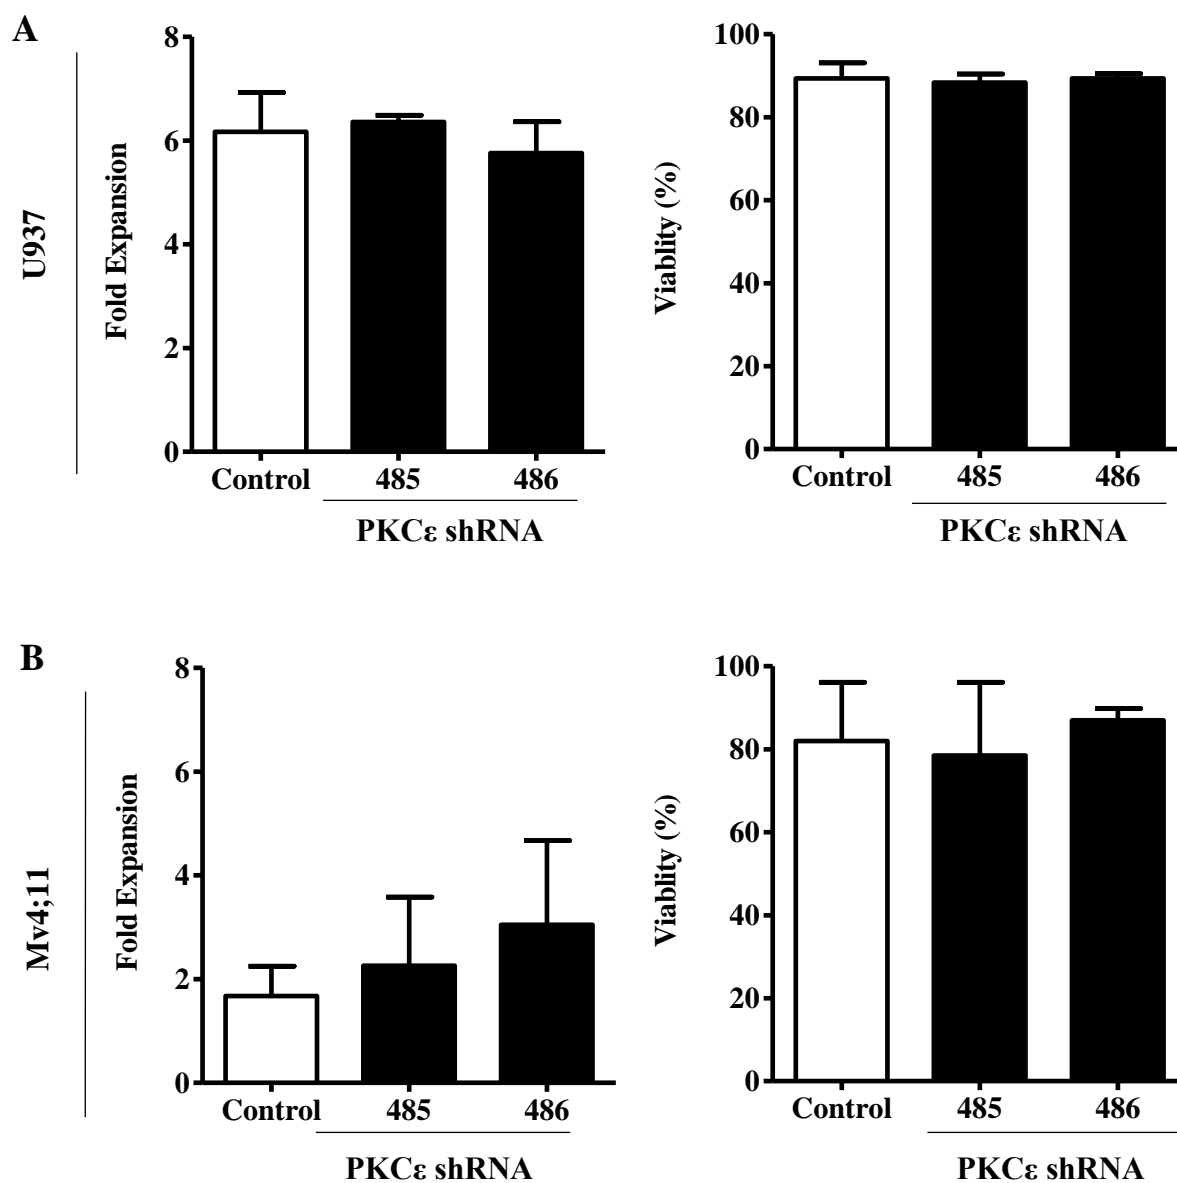 A
U937
Fold Expansion
8
6
4
2
0
Control 485 486
PKCε shRNA
Viablity (%)
100
80
60
40
20
0
Control 485 486
PKCε shRNA
B
Mv4;11
Fold Expansion
8
6
4
2
0
Control 485 486
PKCε shRNA
Viablity (%)
100
80
60
40
20
0
Control 485 486
PKCε shRNA